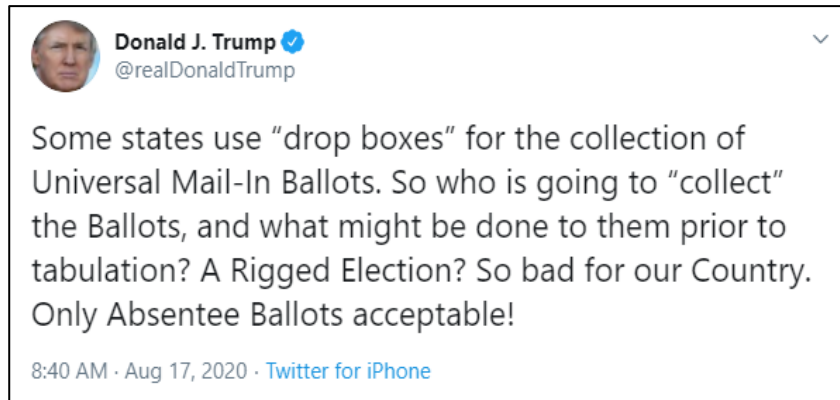 Donald J. Trump
@realDonaldTrump
Some states use “drop boxes” for the collection of
Universal Mail-In Ballots. So who is going to “collect”
the Ballots, and what might be done to them prior to
tabulation? A Rigged Election? So bad for our Country.
Only Absentee Ballots acceptable!
8:40 AM · Aug 17, 2020 · Twitter for iPhone